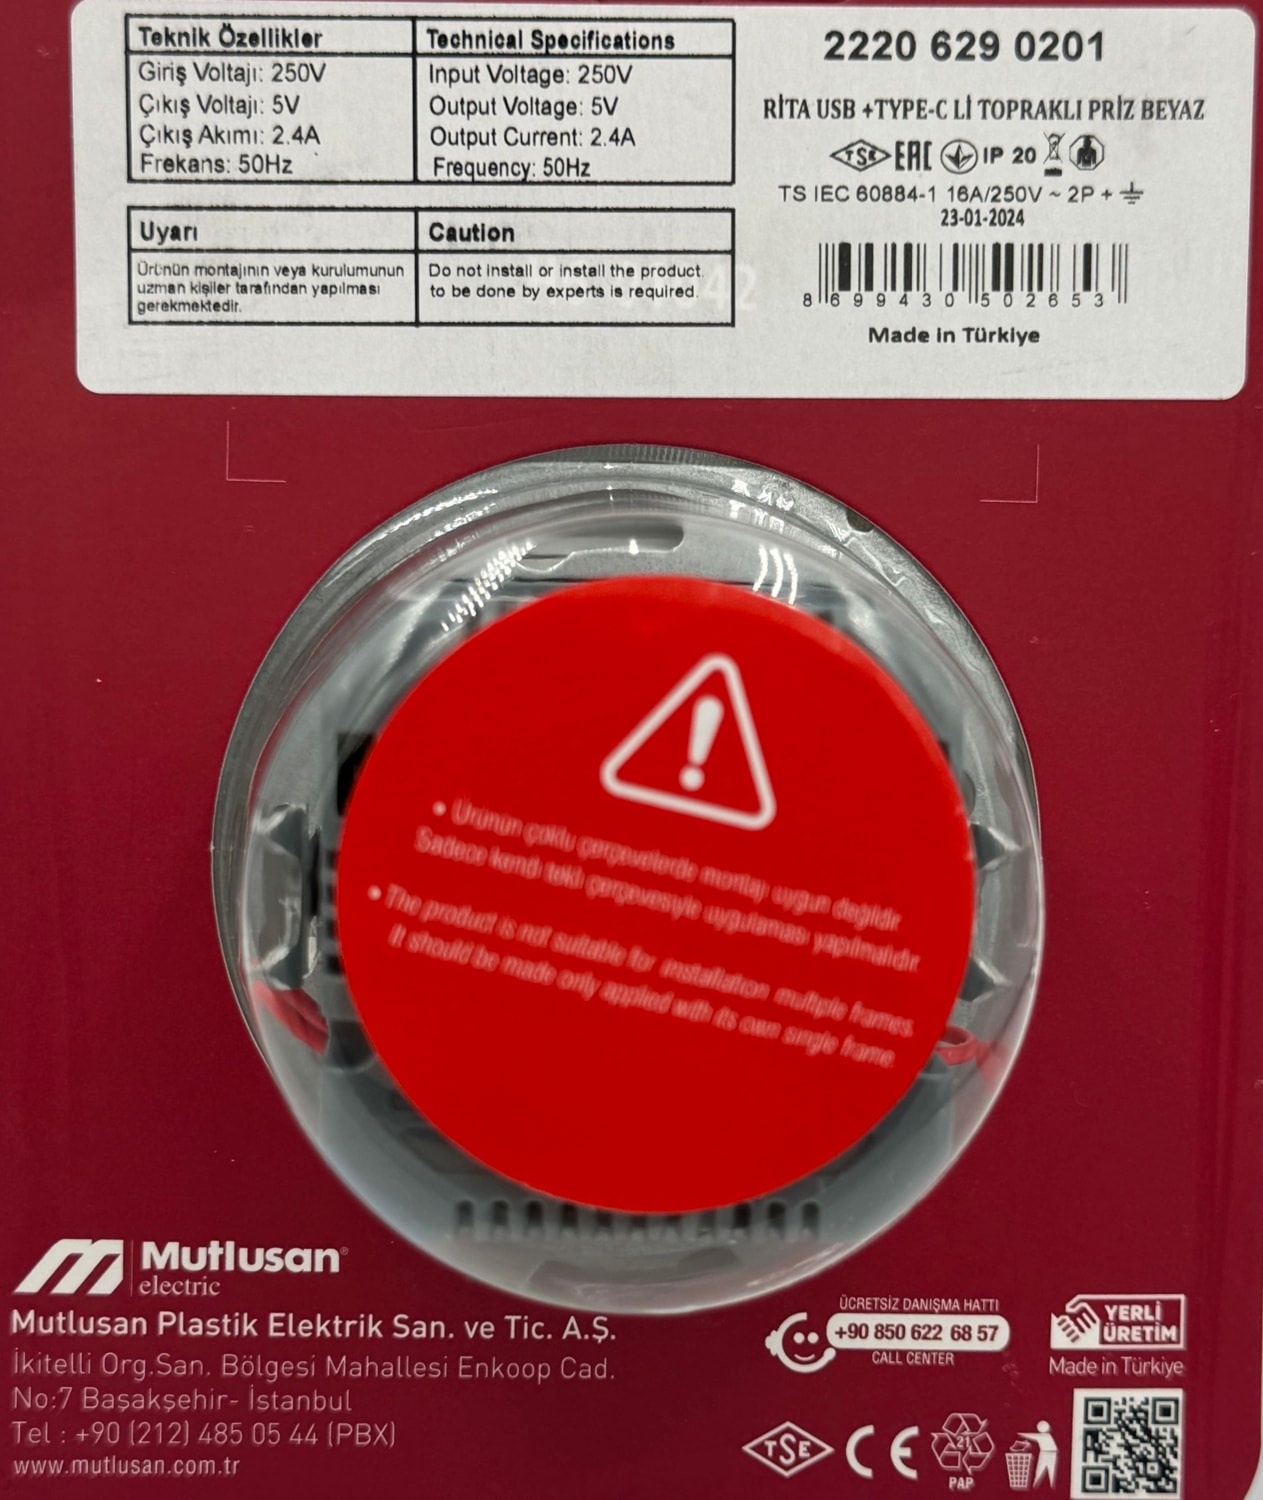 Teknik Özellikler
Technical Specifications
Giriş Voltajı: 250V
Input Voltage: 250V
Çıkış Voltajı: 5V
Output Voltage: 5V
Çıkış Akımı: 2.4A
Output Current: 2.4A
Frekans: 50Hz
Frequency: 50Hz
Uyarı
Caution
Ürünün montajının veya kurulumunun
uzman kişiler tarafından yapılması
gerekmektedir.
Do not install or install the product.
to be done by experts is required.
42
2220 629 0201
RİTA USB +TYPE-C Lİ TOPRAKLI PRİZ BEYAZ
TSE EAC IP 20
TS IEC 60884-1 16A/250V ~ 2P +
23-01-2024
8 699430 502653
Made in Türkiye
• Ürünün çoklu çerçevelerde montajı uygun değildir
Sadece kendi tekli çerçevesiyle uygulaması yapılmalıdır
• The product is not suitable for installation multiple frames.
It should be made only applied with its own single frame.
Mutlusan®
electric
Mutlusan Plastik Elektrik San. ve Tic. A.Ş.
İkitelli Org.San. Bölgesi Mahallesi Enkoop Cad.
No:7 Başakşehir- İstanbul
Tel : +90 (212) 485 05 44 (PBX)
www.mutlusan.com.tr
ÜCRETSİZ DANIŞMA HATTI
+90 850 622 68 57
CALL CENTER
YERLİ
ÜRETİM
Made in Türkiye
TSE CE 21
PAP